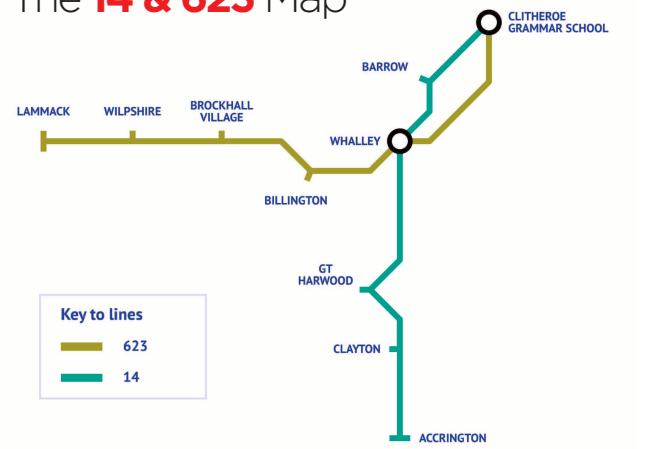 The 14 & 623 Map
CLITHEROE
GRAMMAR SCHOOL
BARROW
LAMMACK
WILPSHIRE
BROCKHALL
VILLAGE
WHALLEY
BILLINGTON
GT
HARWOOD
Key to lines
623
14
CLAYTON
ACCRINGTON